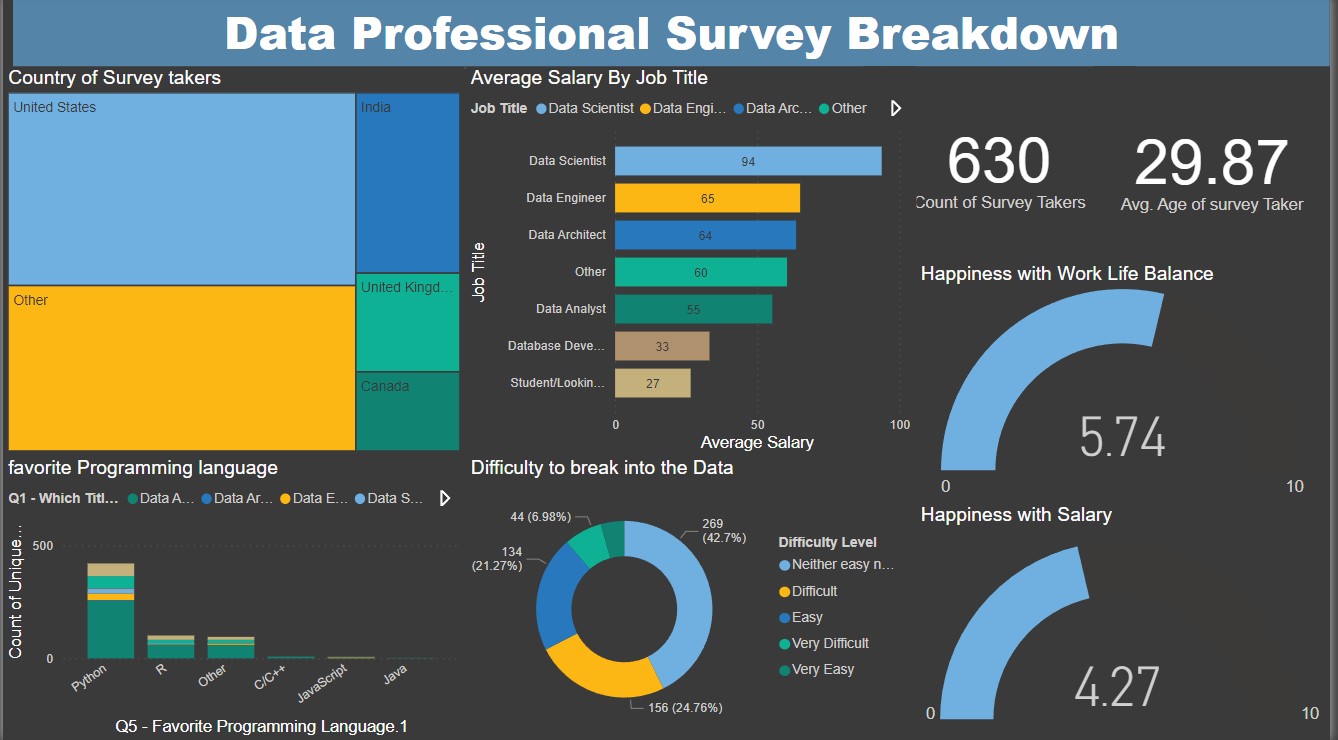 Data Professional Survey Breakdown
Country of Survey takers
United States
India
Other
United Kingd...
Canada
Average Salary By Job Title
Job Title Data Scientist Data Engi... Data Arc... Other
Job Title
Data Scientist 94
Data Engineer 65
Data Architect 64
Other 60
Data Analyst 55
Database Deve... 33
Student/Lookin... 27
0 50 100
Average Salary
630
Count of Survey Takers
29.87
Avg. Age of survey Taker
Happiness with Work Life Balance
5.74
0 10
favorite Programming language
Q1 - Which Titl... Data A... Data Ar... Data E... Data S...
Count of Unique...
500
0
Python R Other C/C++ JavaScript Java
Q5 - Favorite Programming Language.1
Difficulty to break into the Data
44 (6.98%)
269
(42.7%)
134
(21.27%)
156 (24.76%)
Difficulty Level
Neither easy n...
Difficult
Easy
Very Difficult
Very Easy
Happiness with Salary
4.27
0 10